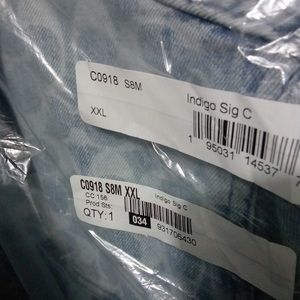 C0918 S8M
XXL
Indigo Sig C
1 95031 14537
C0918 S8M XXL
CC 156
Prod Sts:
Indigo Sig C
QTY: 1
034
931706430